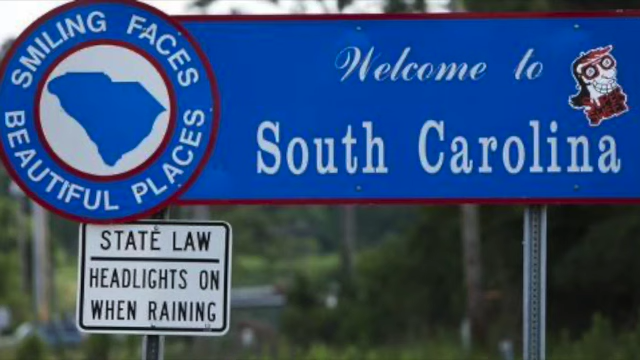 SMILING FACES
BEAUTIFUL PLACES
Welcome to
South Carolina
STATE LAW
HEADLIGHTS ON
WHEN RAINING